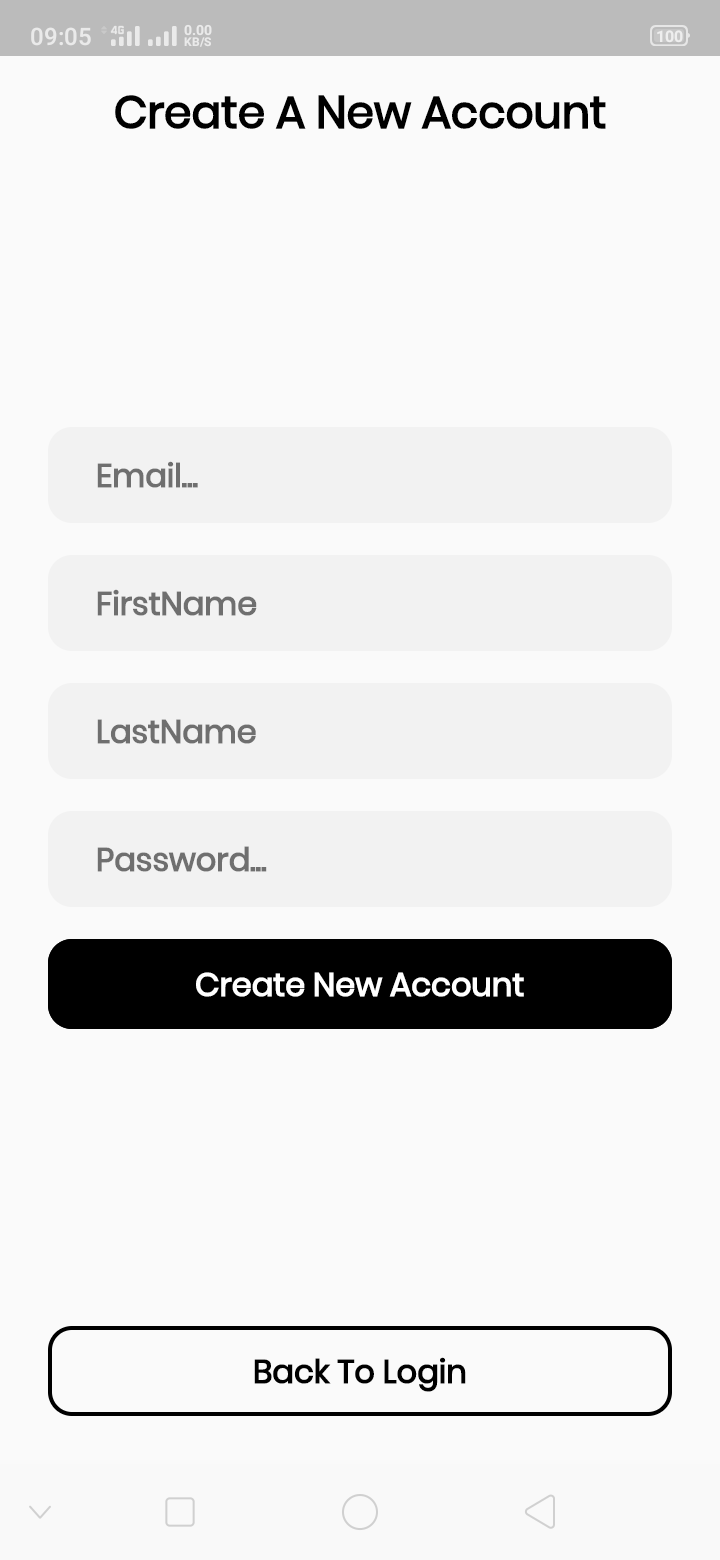 09:05 4G 0.00 KB/S 100
Create A New Account
Email...
FirstName
LastName
Password...
Create New Account
Back To Login